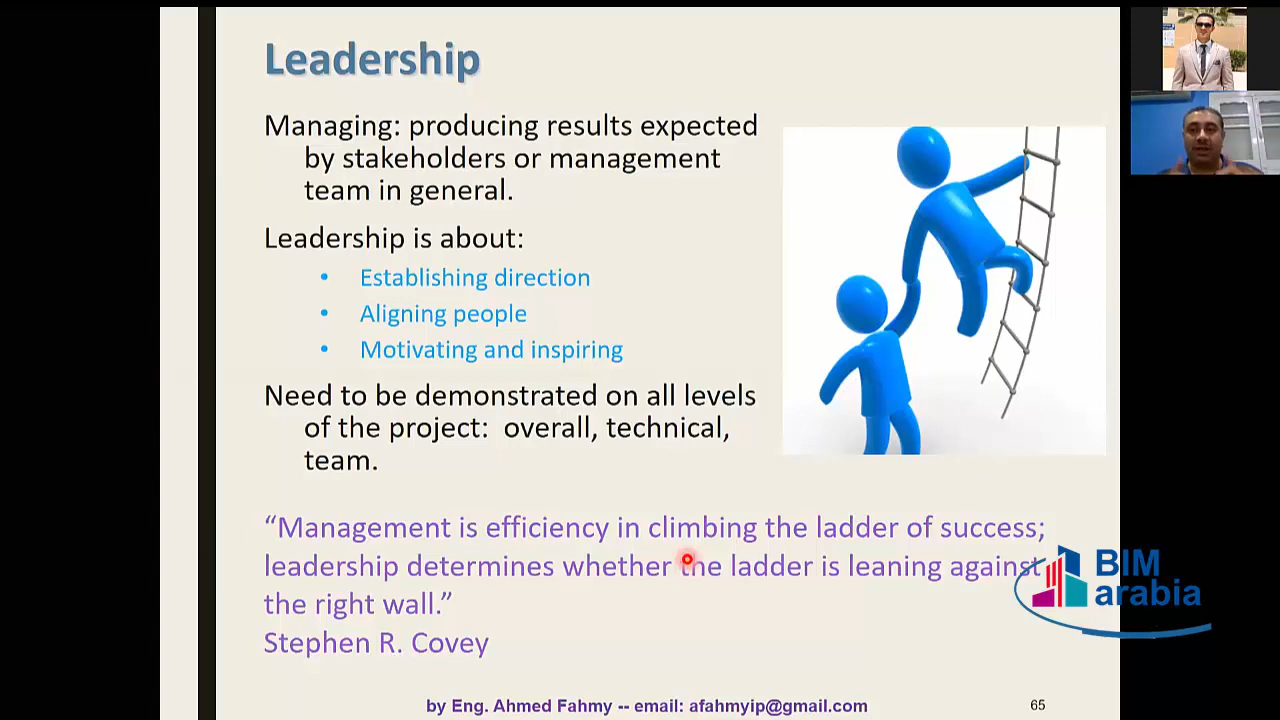 Leadership
Managing: producing results expected
by stakeholders or management
team in general.
Leadership is about:
• Establishing direction
• Aligning people
• Motivating and inspiring
Need to be demonstrated on all levels
of the project: overall, technical,
team.
“Management is efficiency in climbing the ladder of success;
leadership determines whether the ladder is leaning against
the right wall.”
Stephen R. Covey
BIM
arabia
by Eng. Ahmed Fahmy -- email: afahmyip@gmail.com
65